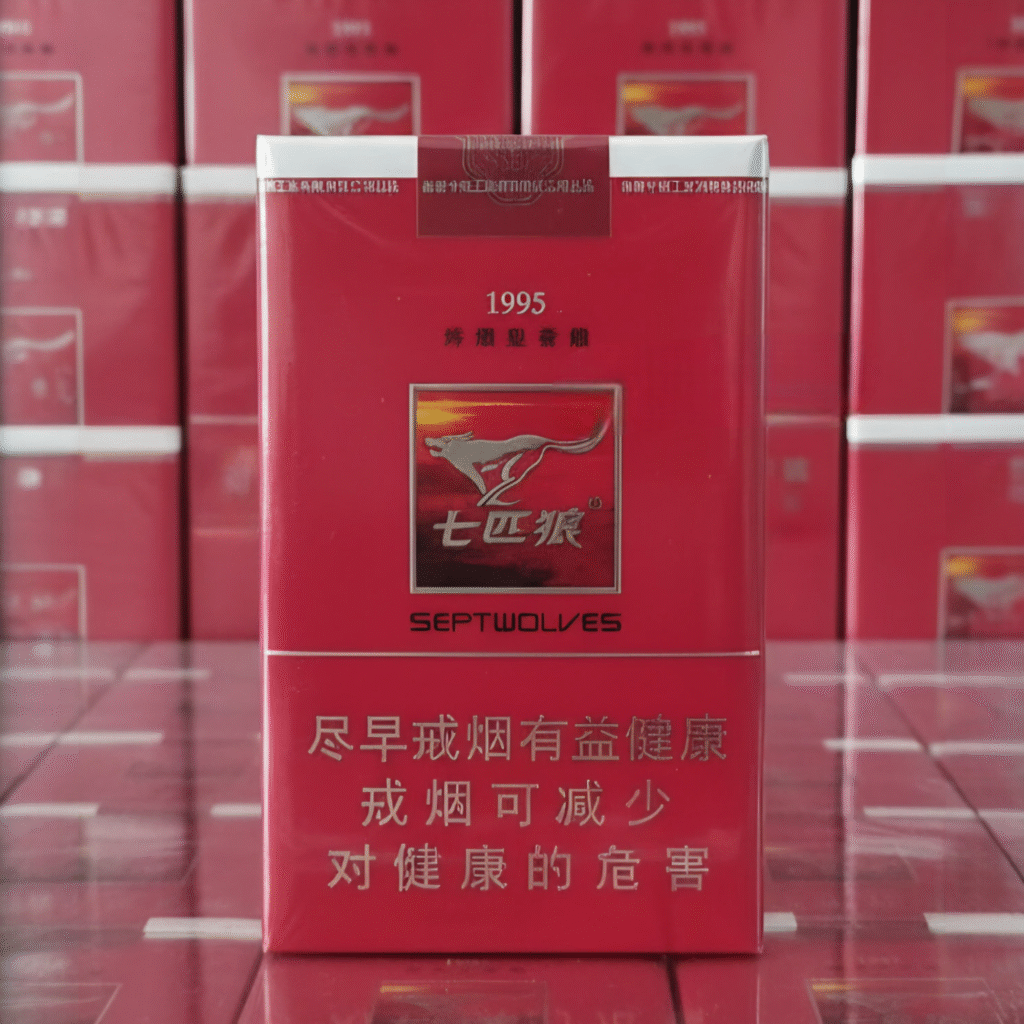 1995
七匹狼
SEPTWOLVES
尽早戒烟有益健康
戒烟可减少
对健康的危害